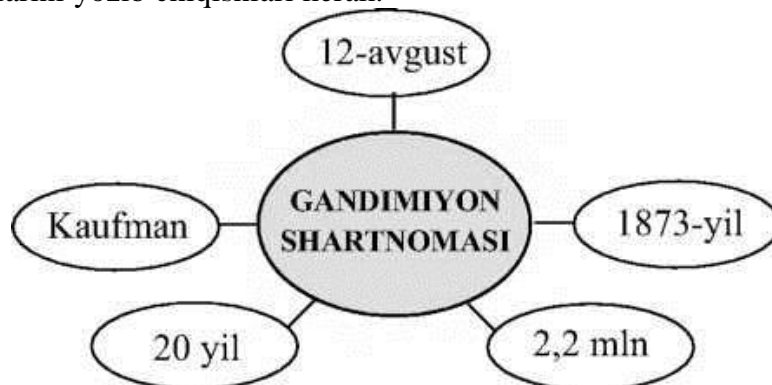 12-avgust
GANDIMIYON
SHARTNOMASI
Kaufman
1873-yil
20 yil
2,2 mln